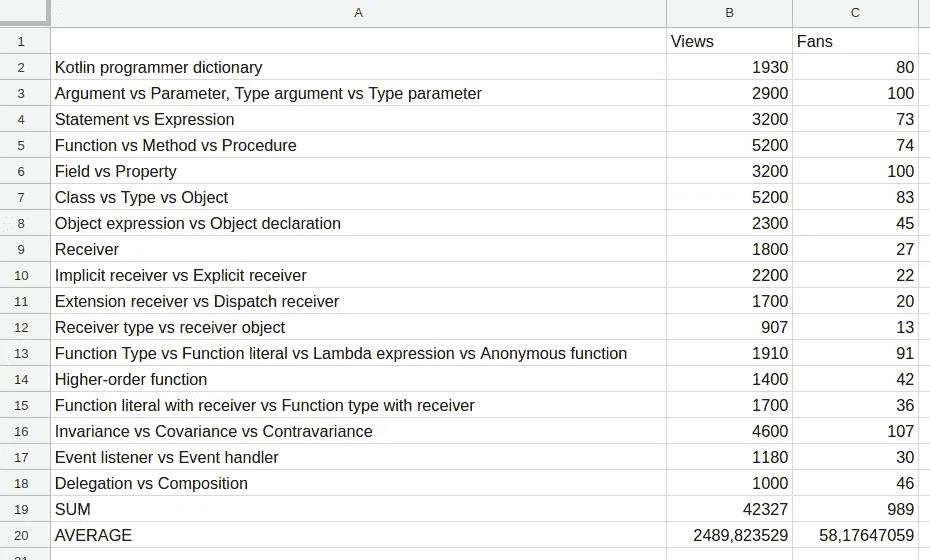 A B C
1 Views Fans
2 Kotlin programmer dictionary 1930 80
3 Argument vs Parameter, Type argument vs Type parameter 2900 100
4 Statement vs Expression 3200 73
5 Function vs Method vs Procedure 5200 74
6 Field vs Property 3200 100
7 Class vs Type vs Object 5200 83
8 Object expression vs Object declaration 2300 45
9 Receiver 1800 27
10 Implicit receiver vs Explicit receiver 2200 22
11 Extension receiver vs Dispatch receiver 1700 20
12 Receiver type vs receiver object 907 13
13 Function Type vs Function literal vs Lambda expression vs Anonymous function 1910 91
14 Higher-order function 1400 42
15 Function literal with receiver vs Function type with receiver 1700 36
16 Invariance vs Covariance vs Contravariance 4600 107
17 Event listener vs Event handler 1180 30
18 Delegation vs Composition 1000 46
19 SUM 42327 989
20 AVERAGE 2489,823529 58,17647059